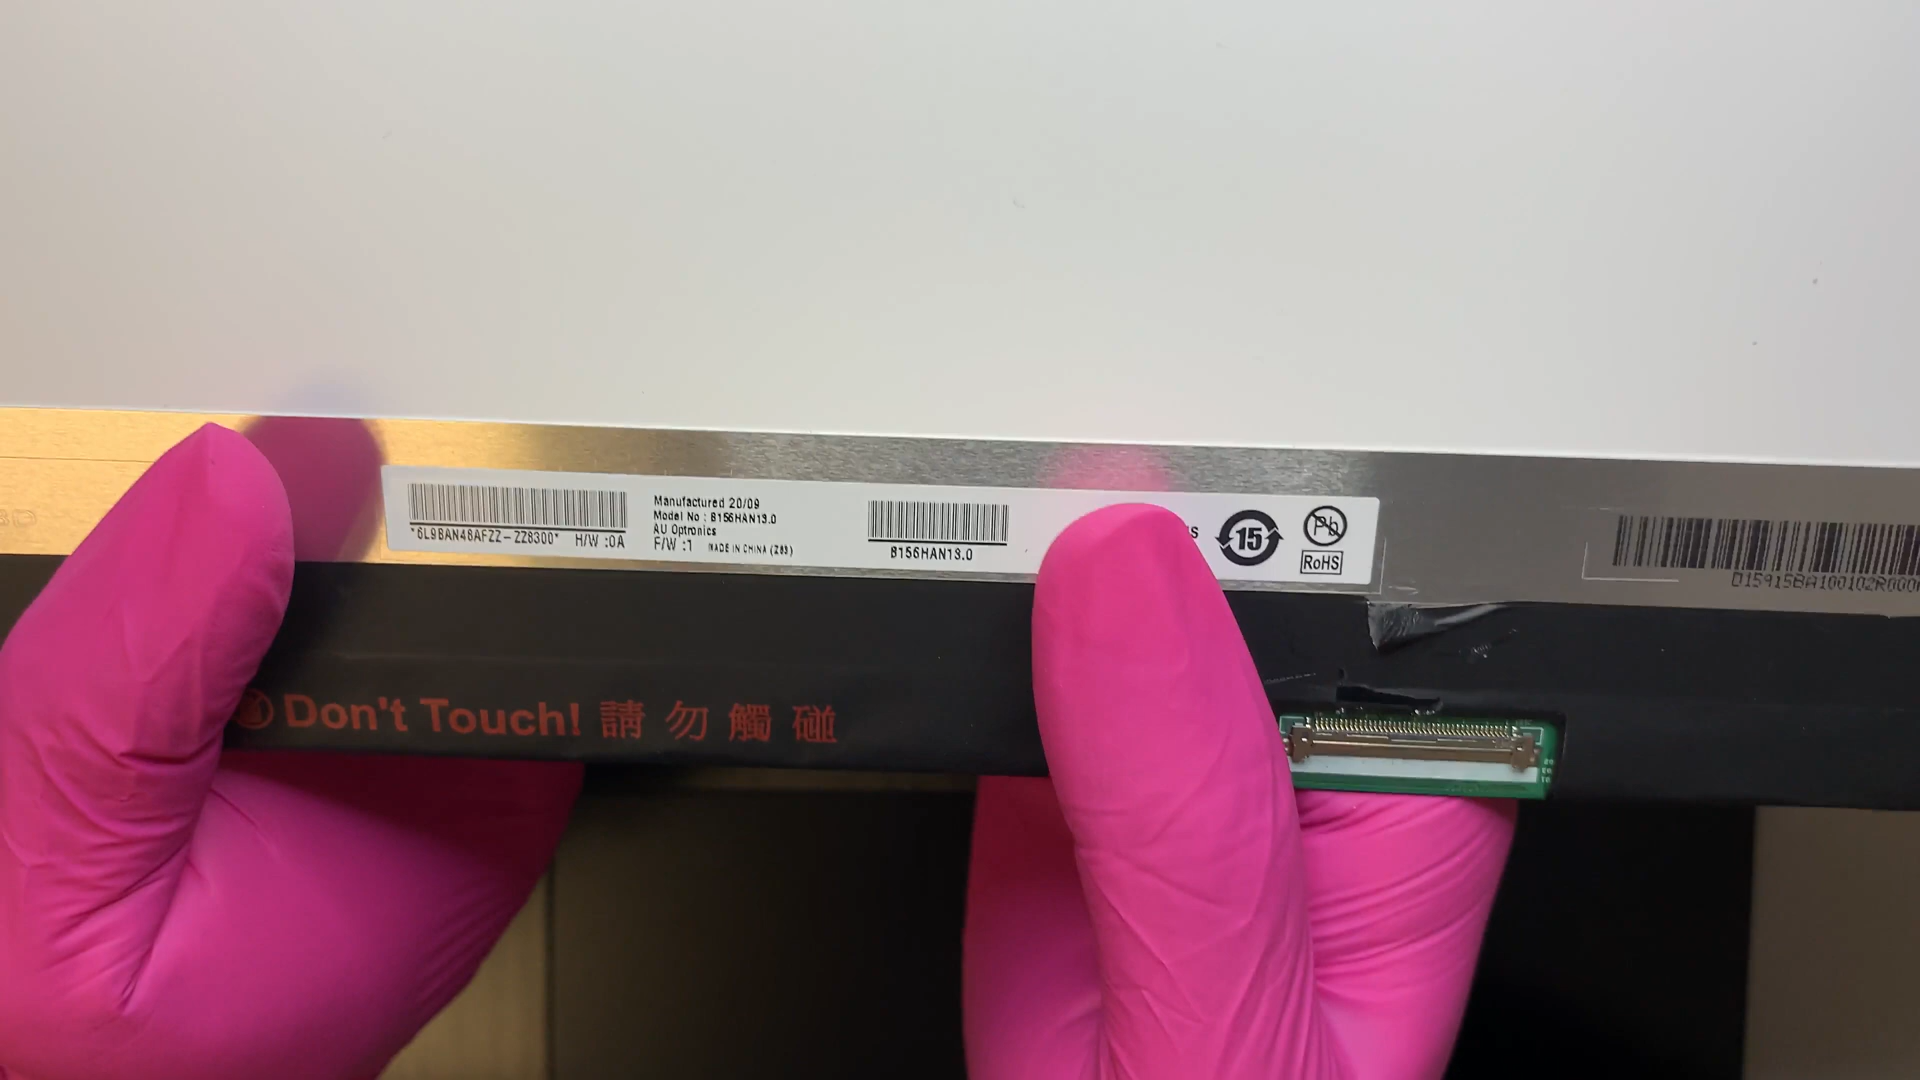 *6L9BAN46AFZZ-ZZ8300* H/W :0A
Manufactured 20/09
Model No : B156HAN13.0
AU Optronics
F/W :1 MADE IN CHINA (Z83)
B156HAN13.0
15
Pb
RoHS
D15915BA100102R000
Don't Touch! 請勿觸碰